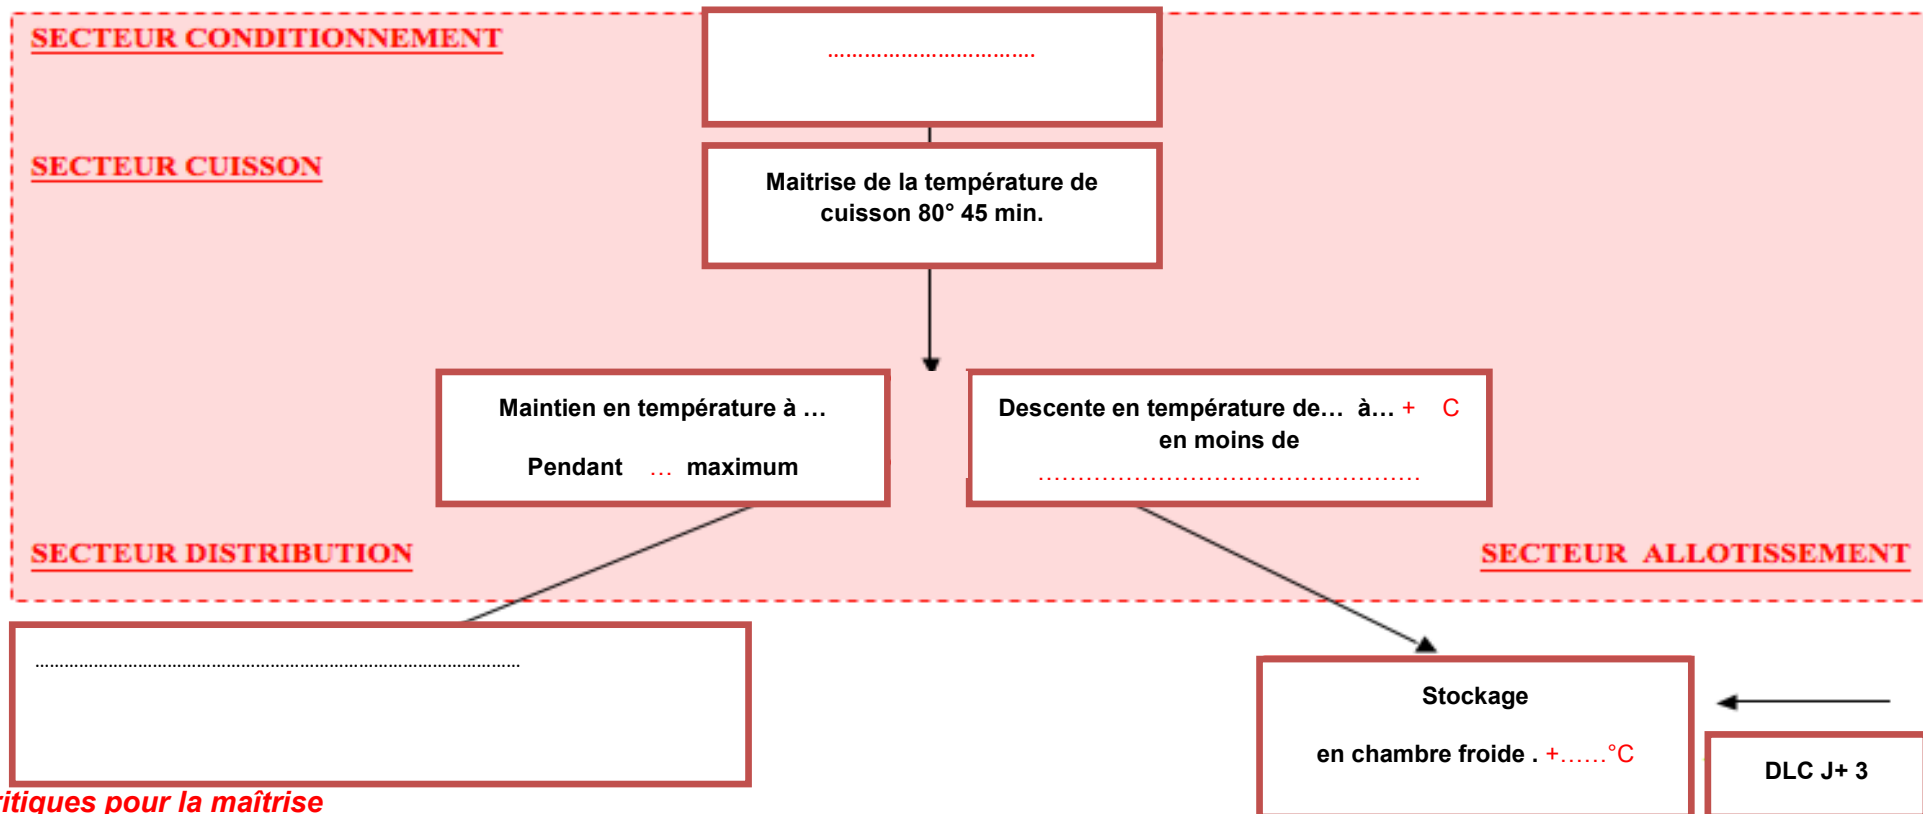 SECTEUR CONDITIONNEMENT
……………………………
SECTEUR CUISSON
Maitrise de la température de
cuisson 80° 45 min.
Maintien en température à …
Pendant … maximum
Descente en température de… à… + C
en moins de
…………………………………………
SECTEUR DISTRIBUTION
SECTEUR ALLOTISSEMENT
……………………………………………………………………………………
Stockage
en chambre froide . +……°C
DLC J+ 3
ritiques pour la maîtrise